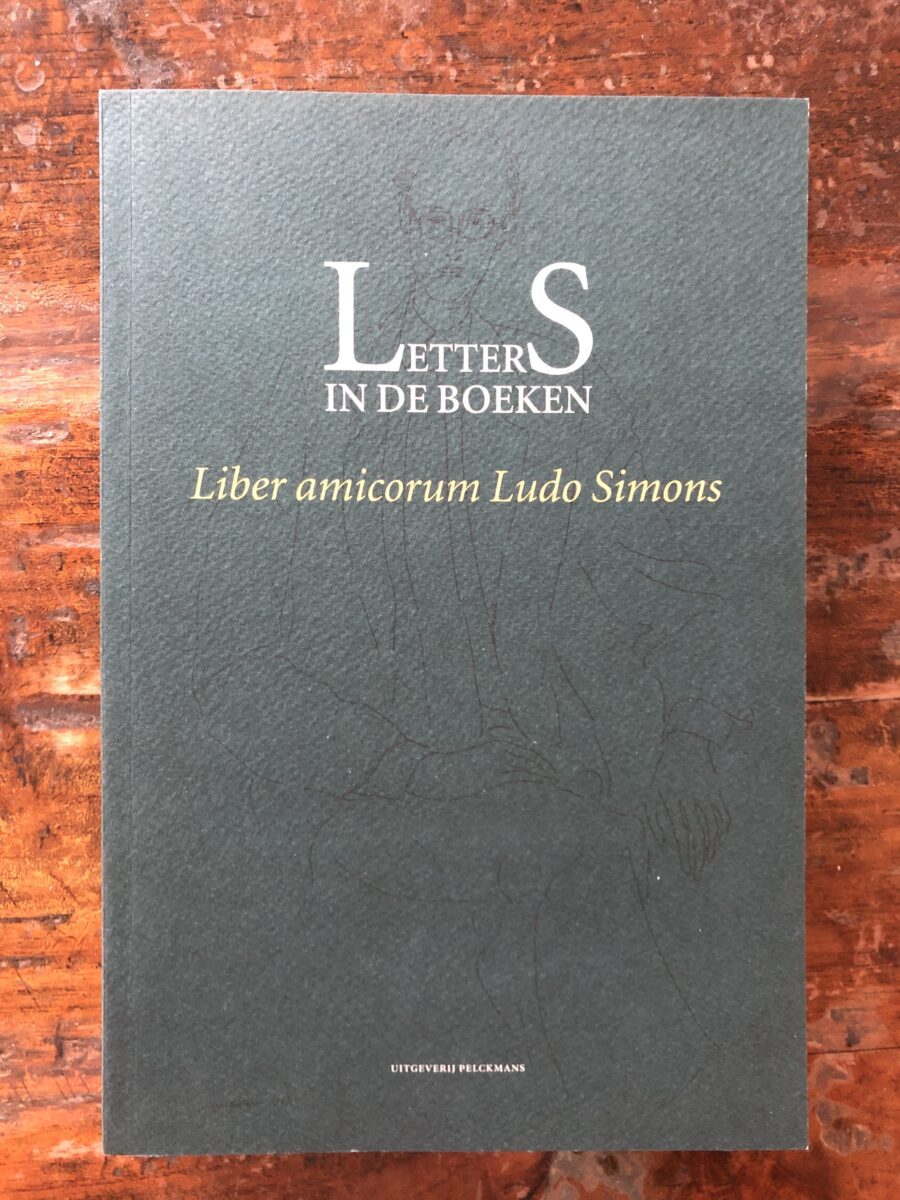 LETTERS
IN DE BOEKEN
Liber amicorum Ludo Simons
UITGEVERIJ PELCKMANS